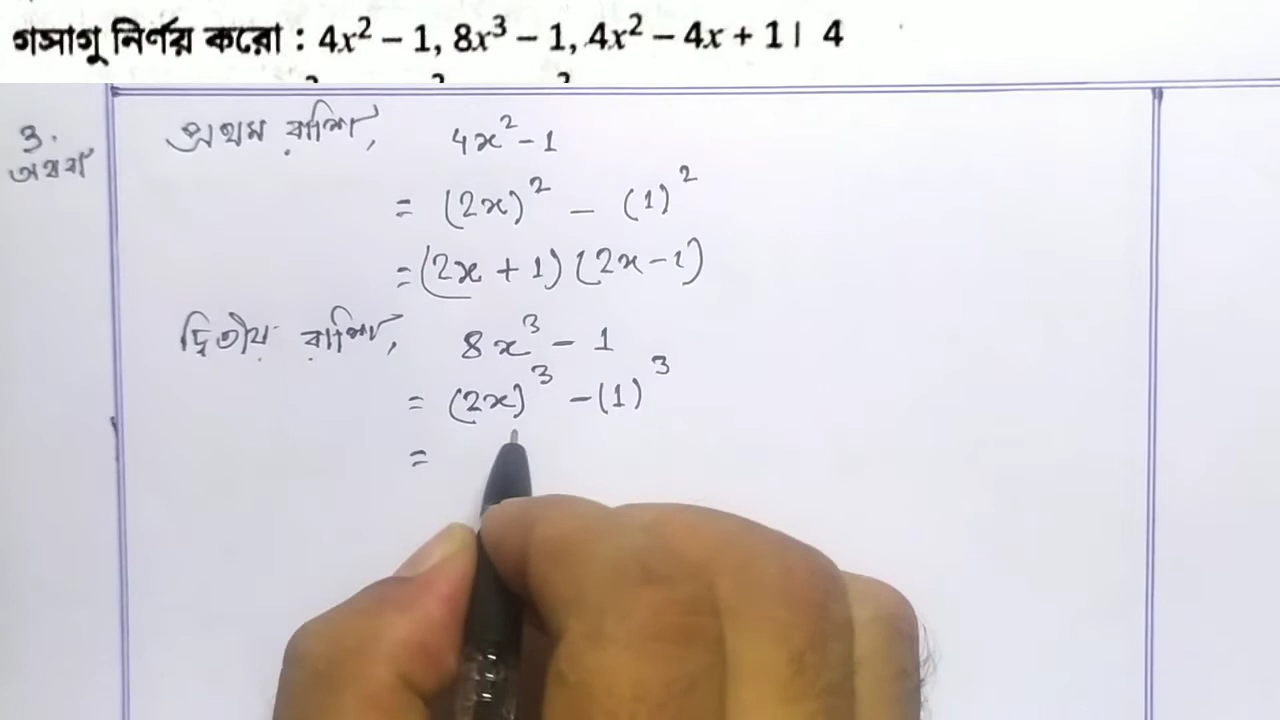 গসাগু নির্ণয় করো : 4x² – 1, 8x³ – 1, 4x² – 4x + 1। 4
3. অথবা
প্রথম রাশি, 4x² - 1
= (2x)² - (1)²
= (2x + 1) (2x - 1)
দ্বিতীয় রাশি, 8x³ - 1
= (2x)³ - (1)³
=